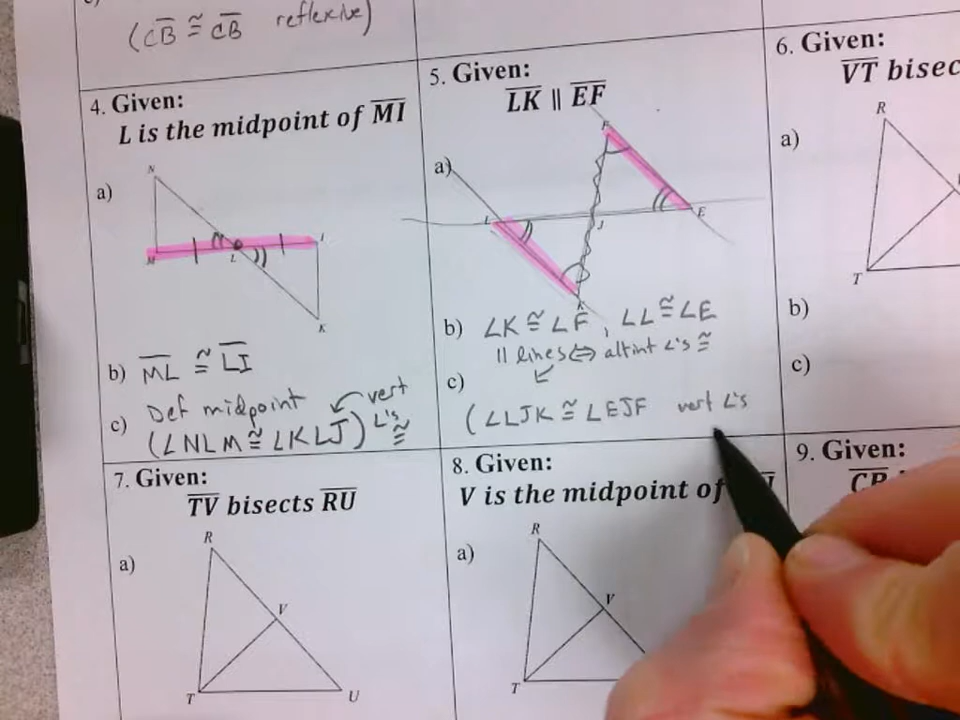 (CB ≅ CB reflexive)
4. Given:
L is the midpoint of MI
a)
N
M
L
I
K
b) ML ≅ LI
c) Def midpoint
(∠NLM ≅ ∠KLJ) vert ∠'s ≅
5. Given:
LK ∥ EF
a)
F
L
J
E
K
b) ∠K ≅ ∠F, ∠L ≅ ∠E
|| lines ⇔ alt int ∠'s ≅
c)
(∠LJK ≅ ∠EJF vert ∠'s
6. Given:
VT bisec
a)
R
T
b)
c)
7. Given:
TV bisects RU
a)
R
V
T
U
8. Given:
V is the midpoint of
a)
R
V
T
9. Given: